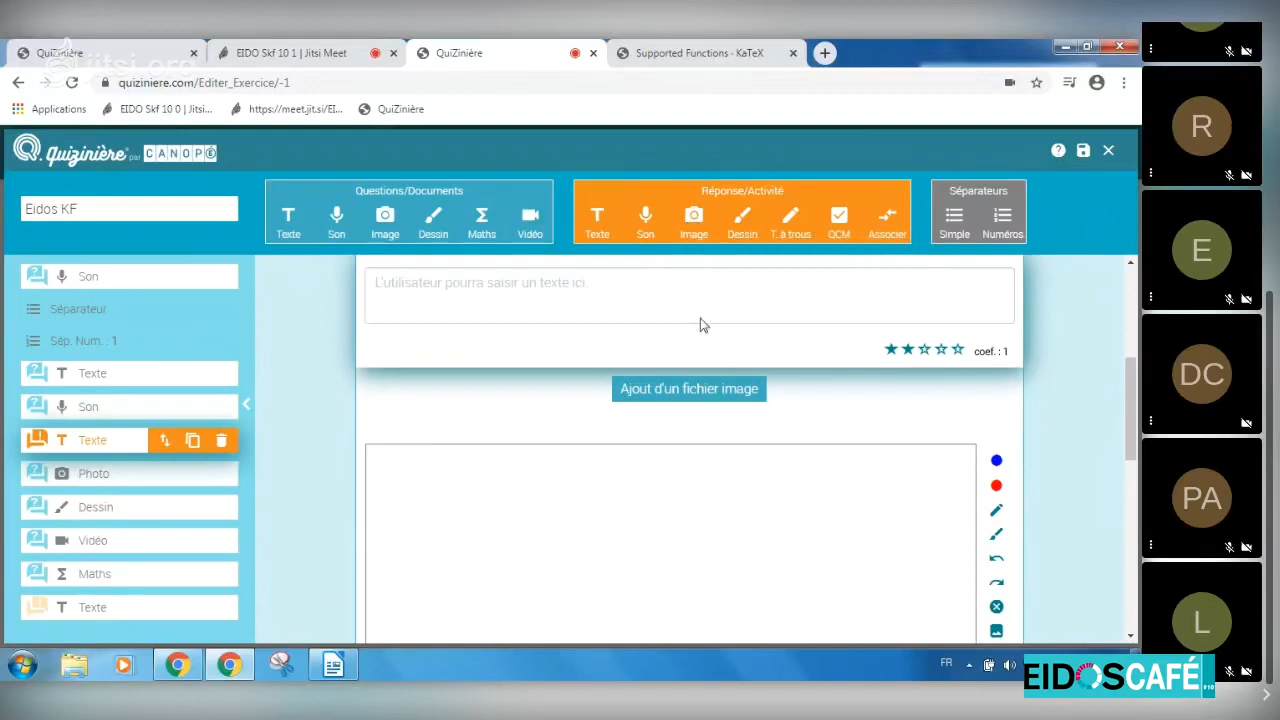 QuiZinière
EIDO Skf 10 1 | Jitsi Meet
QuiZinière
Supported Functions - KaTeX
jitsi.org
quiziniere.com/Editer_Exercice/-1
Applications
EIDO Skf 10 0 | Jitsi...
https://meet.jit.si/EI...
QuiZinière
Quizinière par CANOPÉ
Eidos KF
Questions/Documents
Texte Son Image Dessin Maths Vidéo
Réponse/Activité
Texte Son Image Dessin T. à trous QCM Associer
Séparateurs
Simple Numéros
Son
Séparateur
Sép. Num. : 1
Texte
Son
Texte
Photo
Dessin
Vidéo
Maths
Texte
L'utilisateur pourra saisir un texte ici.
coef. : 1
Ajout d'un fichier image
R
E
DC
PA
L
FR
EIDOSCAFÉ #10